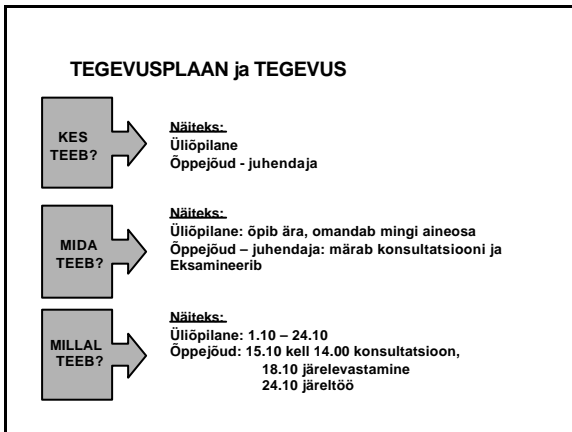 TEGEVUSPLAAN ja TEGEVUS
KES
TEEB?
Näiteks:
Üliõpilane
Õppejõud - juhendaja
MIDA
TEEB?
Näiteks:
Üliõpilane: õpib ära, omandab mingi aineosa
Õppejõud – juhendaja: märab konsultatsiooni ja
Eksamineerib
MILLAL
TEEB?
Näiteks:
Üliõpilane: 1.10 – 24.10
Õppejõud: 15.10 kell 14.00 konsultatsioon,
18.10 järelevastamine
24.10 järeltöö